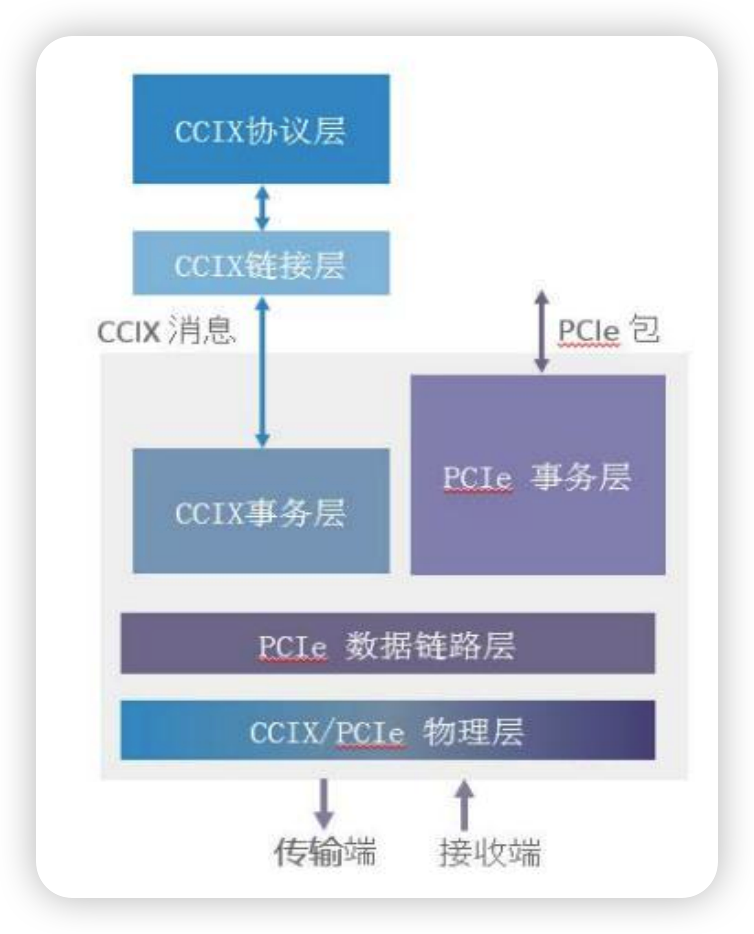 CCIX协议层
CCIX链接层
CCIX 消息
PCIe 包
PCIe 事务层
CCIX事务层
PCIe 数据链路层
CCIX/PCIe 物理层
传输端
接收端